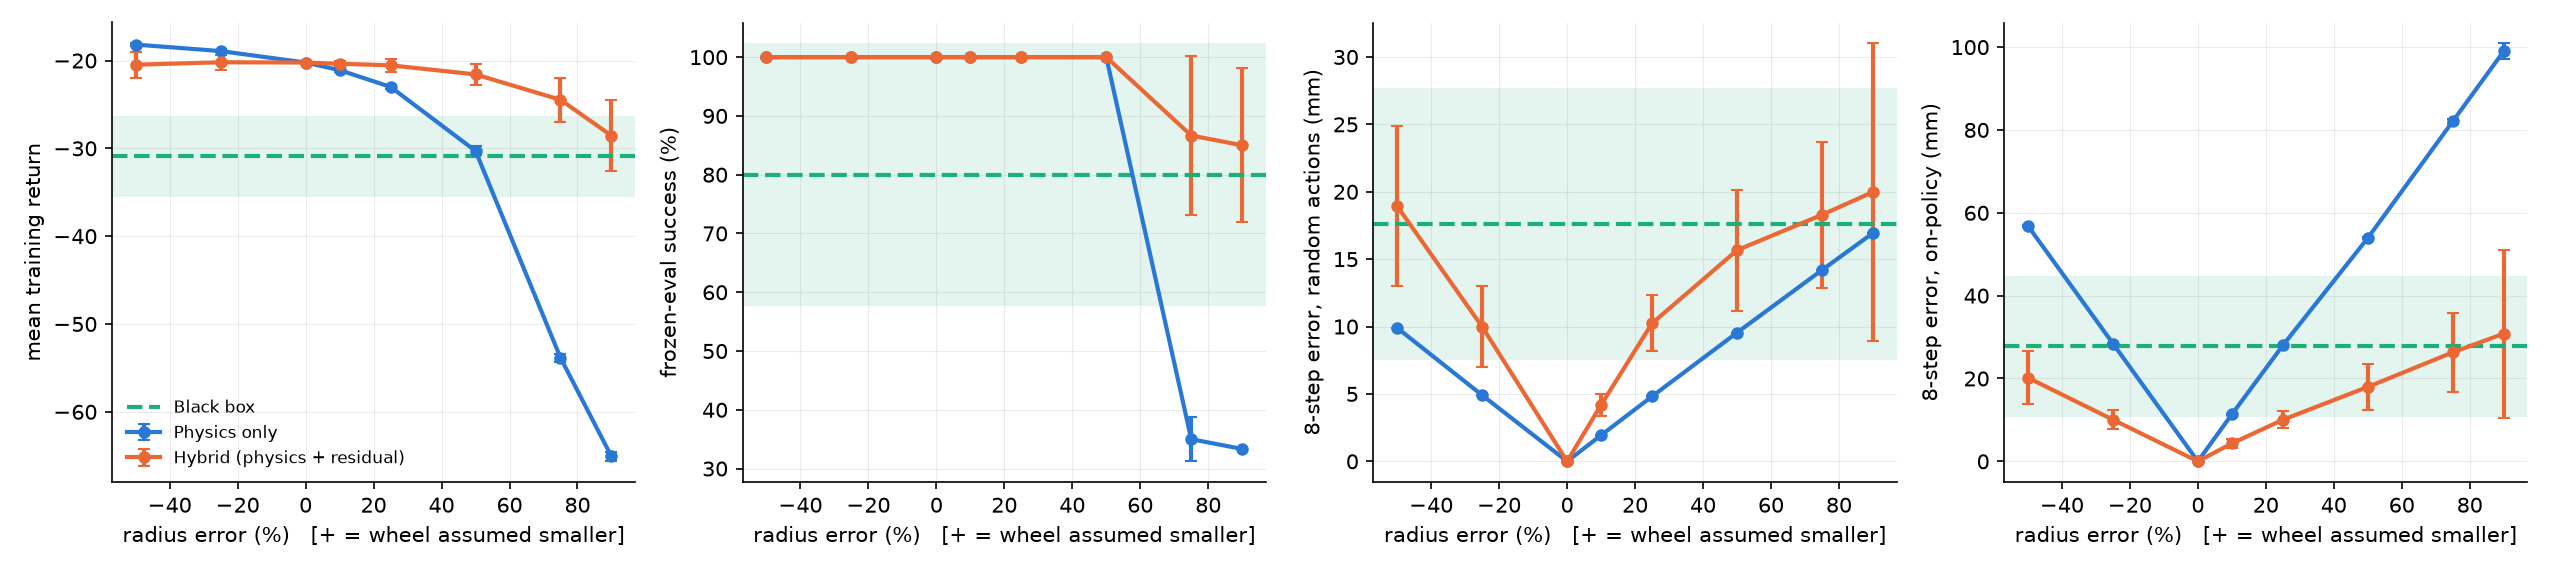 mean training return
−20
−30
−40
−50
−60
Black box
Physics only
Hybrid (physics + residual)
−40 −20 0 20 40 60 80
radius error (%) [+ = wheel assumed smaller]
frozen-eval success (%)
100
90
80
70
60
50
40
30
−40 −20 0 20 40 60 80
radius error (%) [+ = wheel assumed smaller]
8-step error, random actions (mm)
30
25
20
15
10
5
0
−40 −20 0 20 40 60 80
radius error (%) [+ = wheel assumed smaller]
8-step error, on-policy (mm)
100
80
60
40
20
0
−40 −20 0 20 40 60 80
radius error (%) [+ = wheel assumed smaller]